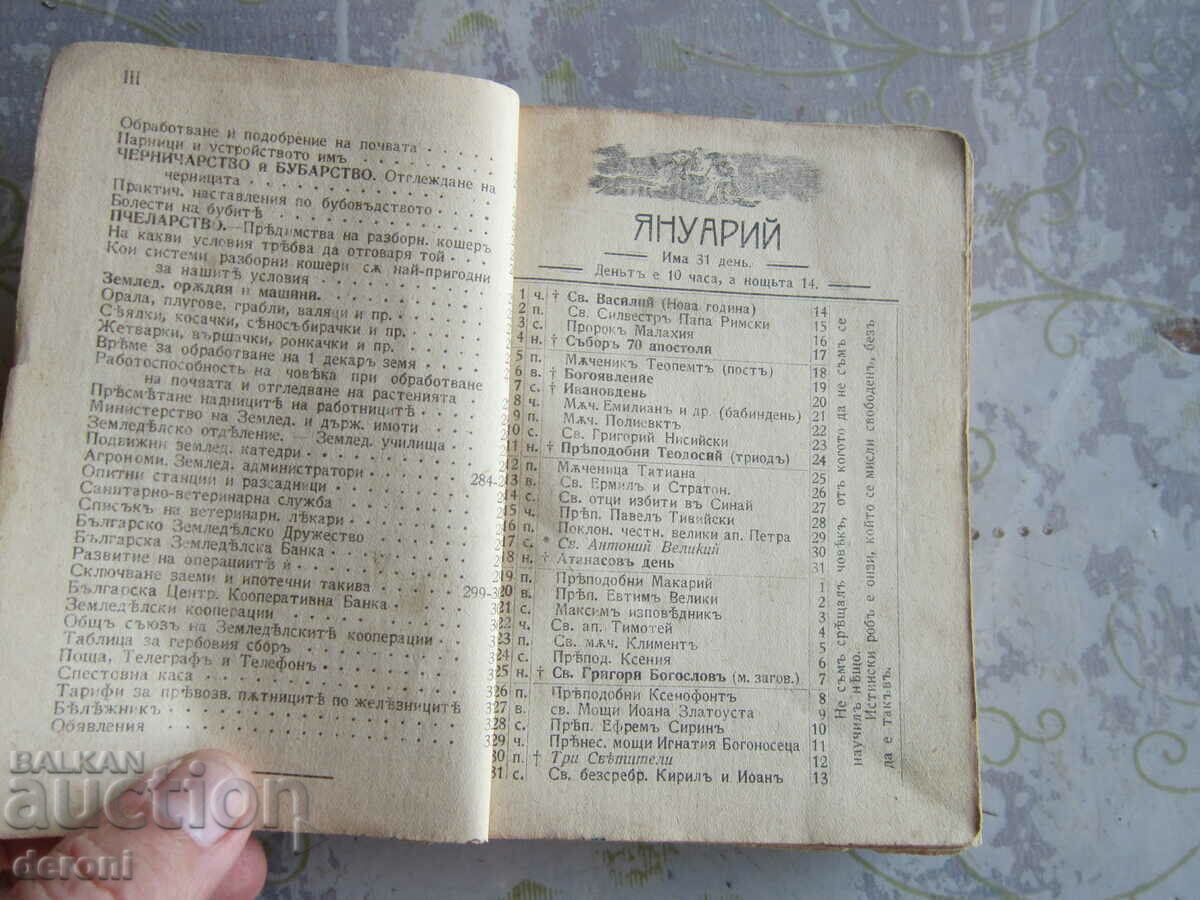 III
Обработване и подобрение на почвата
Парници и устройството имъ
ЧЕРНИЧАРСТВО и БУБАРСТВО. Отглеждане на
черницата
Практич. наставления по бубовъдството
Болести на бубитѣ
ПЧЕЛАРСТВО.—Прѣдимства на разборн. кошеръ
На какви условия трѣбва да отговаря той
Кои системи разборни кошери сѫ най-пригодни
за нашитѣ условия
Землед. орѫдия и машини.
Орала, плугове, грабли, валяци и пр.
Сѣялки, косачки, сѣносъбирачки и пр.
Жетварки, вършачки, ронкачки и пр.
Врѣме за обработване на 1 декаръ земя
Работоспособность на човѣка при обработване
на почвата и отгледване на растенията
Прѣсмѣтане надницитѣ на работницитѣ
Министерство на Землед. и държ. имоти
Земледѣлско отдѣление. — Землед. училища
Подвижни землед. катедри
Агрономи. Землед. администратори
Опитни станции и разсадници 284-2
Санитарно-ветеринарна служба
Списъкъ на ветеринарн. лѣкари
Българско Земледѣлско Дружество
Българска Земледѣлска Банка
Развитие на операциитѣ ѝ
Сключване заеми и ипотечни такива
Българска Центр. Кооперативна Банка 299-3
Земледѣлски кооперации
Общъ съюзъ на Земледѣлскитѣ кооперации
Таблица за гербовия сборъ
Поща, Телеграфъ и Телефонъ
Спестовна каса
Тарифи за прѣвозв. пѫтницитѣ по желѣзницитѣ
Бѣлѣжникъ
Обявления
ЯНУАРИЙ
Има 31 день.
Деньтъ е 10 часа, а нощьта 14.
1 ч. † Св. Василий (Нова година) 14
2 п. Св. Силвестръ Папа Римски 15
3 с. Пророкъ Малахия 16
4 н. † Съборъ 70 апостоли 17
5 п. Мѫченикъ Теопемтъ (постъ) 18
6 в. † Богоявление 19
7 с. † Ивановдень 20
8 ч. Мѫч. Емилианъ и др. (бабиндень) 21
9 п. Мѫч. Полиевктъ 22
10 с. Св. Григорий Нисийски 23
11 н. † Прѣподобни Теодосий (триодъ) 24
12 п. Мѫченица Татиана 25
13 в. Св. Ермилъ и Стратон. 26
14 с. Св. отци избити въ Синай 27
15 ч. Прѣп. Павелъ Тивийски 28
16 п. Поклон. честн. велики ап. Петра 29
17 с. * Св. Антоний Великий 30
18 н. † Атанасовъ день 31
19 п. Прѣподобни Макарий 1
20 в. Прѣп. Евтимъ Велики 2
21 с. Максимъ изповѣдникъ 3
22 ч. Св. ап. Тимотей 4
23 п. Св. мѫч. Климентъ 5
24 с. Прѣпод. Ксения 6
25 н. † Св. Григори Богословъ (м. загов.) 7
26 п. Прѣподобни Ксенофонтъ 8
27 в. св. Мощи Иоана Златоуста 9
28 с. Прѣп. Ефремъ Сиринъ 10
29 ч. Прѣнес. мощи Игнатия Богоносеца 11
30 п. † Три Свѣтители 12
31 с. Св. безсребр. Кирилъ и Иоанъ 13
Не съмъ срѣщалъ човѣкъ, отъ когото да не съмъ се
научилъ нѣщо.
Истински робъ е онзи, който се мисли свободенъ, безъ
да е такъвъ.
BALKAN
auction
deroni